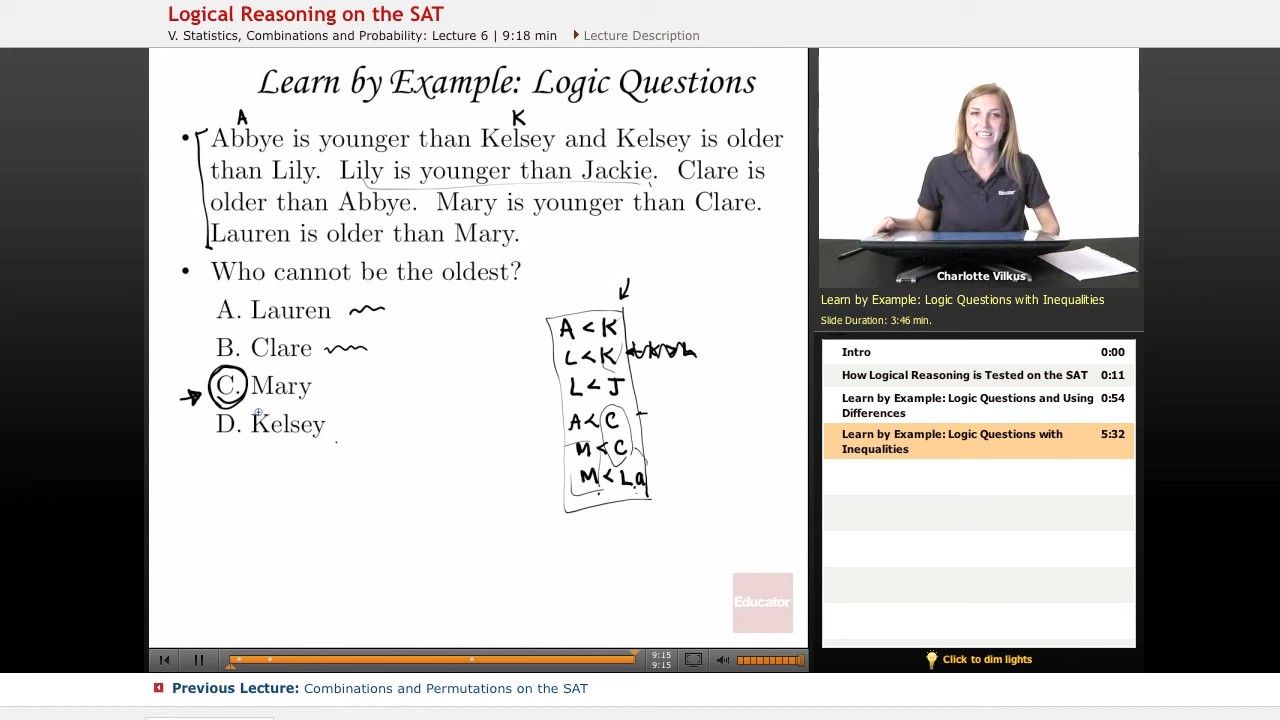 Logical Reasoning on the SAT
V. Statistics, Combinations and Probability: Lecture 6 | 9:18 min Lecture Description
Learn by Example: Logic Questions
A K
• Abbye is younger than Kelsey and Kelsey is older
than Lily. Lily is younger than Jackie. Clare is
older than Abbye. Mary is younger than Clare.
Lauren is older than Mary.
• Who cannot be the oldest?
A. Lauren
B. Clare
C. Mary
D. Kelsey
A < K
L < K
L < J
A < C
M < C
M < La
Educator
9:15
9:15
Educator
Charlotte Vilkus
Learn by Example: Logic Questions with Inequalities
Slide Duration: 3:46 min.
Intro 0:00
How Logical Reasoning is Tested on the SAT 0:11
Learn by Example: Logic Questions and Using 0:54
Differences
Learn by Example: Logic Questions with 5:32
Inequalities
Click to dim lights
Previous Lecture: Combinations and Permutations on the SAT